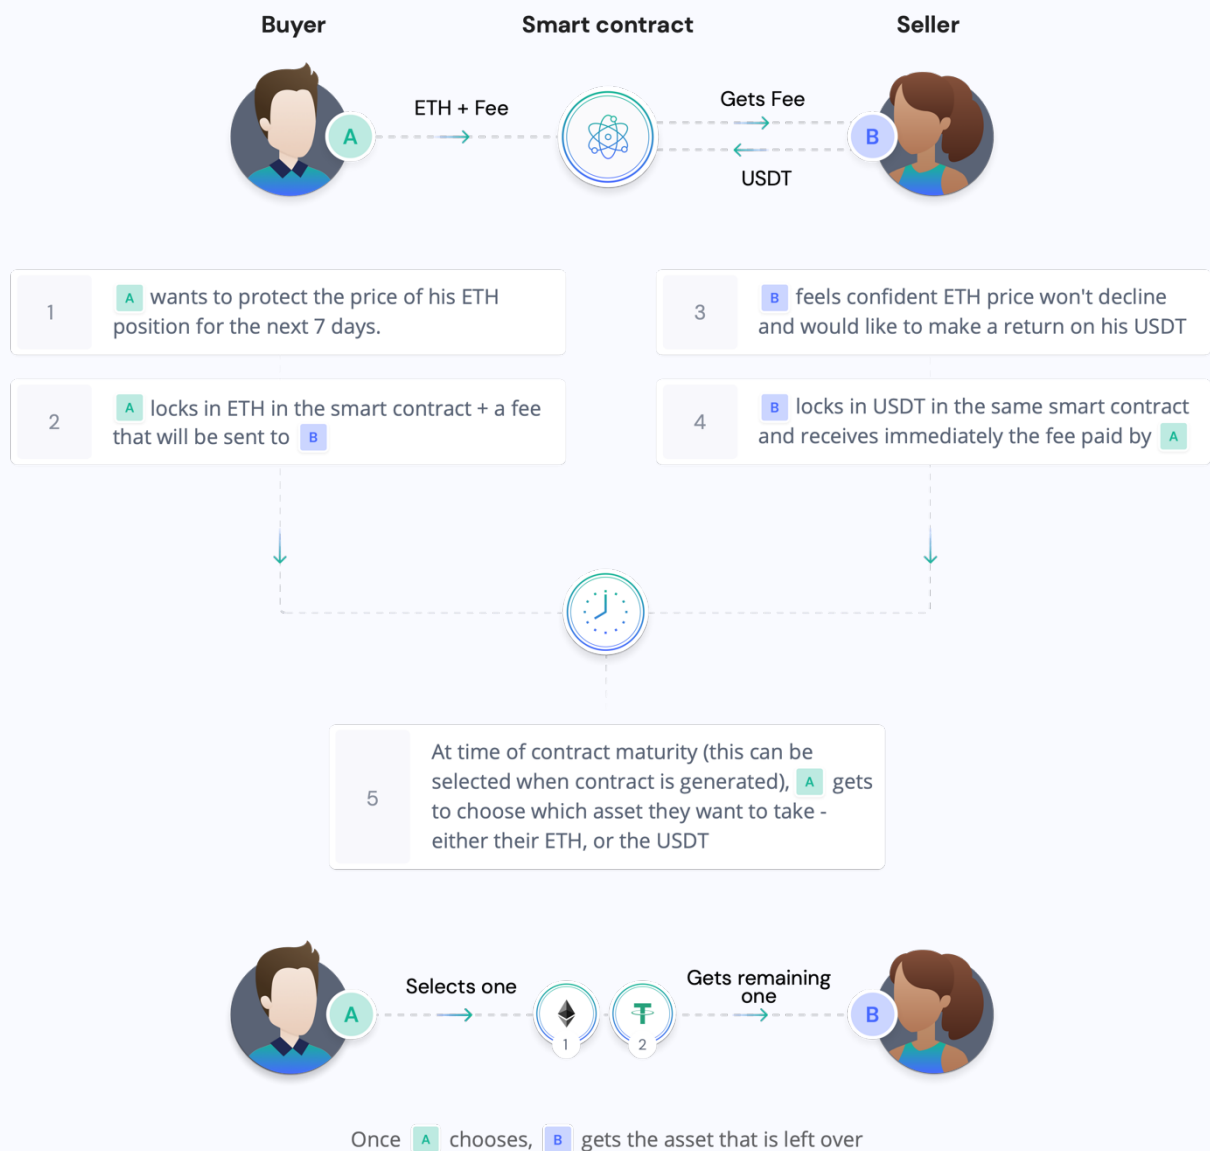 Buyer
Smart contract
Seller
A
ETH + Fee
Gets Fee
USDT
B
1
A wants to protect the price of his ETH
position for the next 7 days.
2
A locks in ETH in the smart contract + a fee
that will be sent to B
3
B feels confident ETH price won't decline
and would like to make a return on his USDT
4
B locks in USDT in the same smart contract
and receives immediately the fee paid by A
5
At time of contract maturity (this can be
selected when contract is generated), A gets
to choose which asset they want to take -
either their ETH, or the USDT
A
Selects one
1
2
Gets remaining
one
B
Once A chooses, B gets the asset that is left over